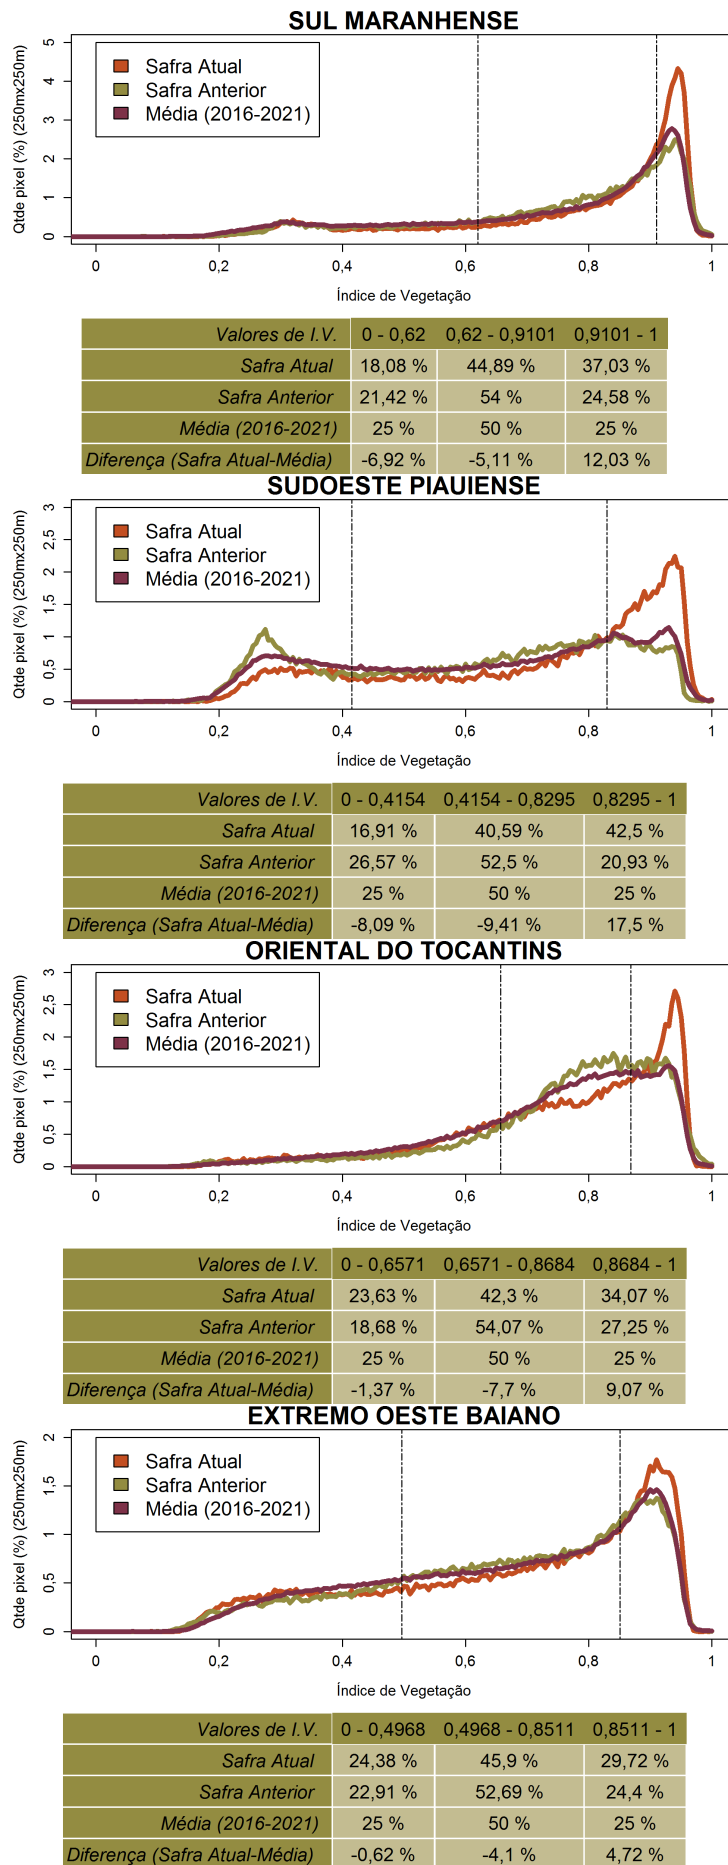 SUL MARANHENSE
Qtde pixel (%) (250mx250m)
5
4
3
2
1
0
Safra Atual
Safra Anterior
Média (2016-2021)
0 0,2 0,4 0,6 0,8 1
Índice de Vegetação
Valores de I.V. 0 - 0,62 0,62 - 0,9101 0,9101 - 1
Safra Atual 18,08 % 44,89 % 37,03 %
Safra Anterior 21,42 % 54 % 24,58 %
Média (2016-2021) 25 % 50 % 25 %
Diferença (Safra Atual-Média) -6,92 % -5,11 % 12,03 %
SUDOESTE PIAUIENSE
Qtde pixel (%) (250mx250m)
3
2,5
2
1,5
1
0,5
0
Safra Atual
Safra Anterior
Média (2016-2021)
0 0,2 0,4 0,6 0,8 1
Índice de Vegetação
Valores de I.V. 0 - 0,4154 0,4154 - 0,8295 0,8295 - 1
Safra Atual 16,91 % 40,59 % 42,5 %
Safra Anterior 26,57 % 52,5 % 20,93 %
Média (2016-2021) 25 % 50 % 25 %
Diferença (Safra Atual-Média) -8,09 % -9,41 % 17,5 %
ORIENTAL DO TOCANTINS
Qtde pixel (%) (250mx250m)
3
2,5
2
1,5
1
0,5
0
Safra Atual
Safra Anterior
Média (2016-2021)
0 0,2 0,4 0,6 0,8 1
Índice de Vegetação
Valores de I.V. 0 - 0,6571 0,6571 - 0,8684 0,8684 - 1
Safra Atual 23,63 % 42,3 % 34,07 %
Safra Anterior 18,68 % 54,07 % 27,25 %
Média (2016-2021) 25 % 50 % 25 %
Diferença (Safra Atual-Média) -1,37 % -7,7 % 9,07 %
EXTREMO OESTE BAIANO
Qtde pixel (%) (250mx250m)
2
1,5
1
0,5
0
Safra Atual
Safra Anterior
Média (2016-2021)
0 0,2 0,4 0,6 0,8 1
Índice de Vegetação
Valores de I.V. 0 - 0,4968 0,4968 - 0,8511 0,8511 - 1
Safra Atual 24,38 % 45,9 % 29,72 %
Safra Anterior 22,91 % 52,69 % 24,4 %
Média (2016-2021) 25 % 50 % 25 %
Diferença (Safra Atual-Média) -0,62 % -4,1 % 4,72 %